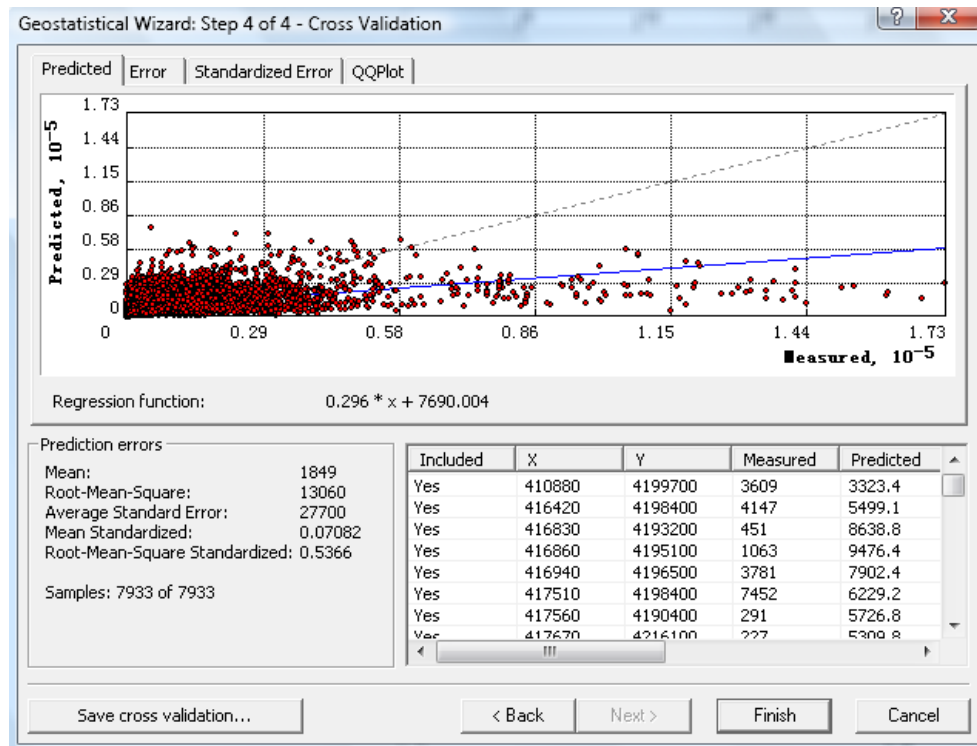 Geostatistical Wizard: Step 4 of 4 - Cross Validation
Predicted Error Standardized Error QQPlot
1.73
1.44
1.15
0.86
0.58
0.29
0
Predicted, 10-5
0 0.29 0.58 0.86 1.15 1.44 1.73
Measured, 10-5
Regression function: 0.296 * x + 7690.004
Prediction errors
Mean: 1849
Root-Mean-Square: 13060
Average Standard Error: 27700
Mean Standardized: 0.07082
Root-Mean-Square Standardized: 0.5366
Samples: 7933 of 7933
Included X Y Measured Predicted
Yes 410880 4199700 3609 3323.4
Yes 416420 4198400 4147 5499.1
Yes 416830 4193200 451 8638.8
Yes 416860 4195100 1063 9476.4
Yes 416940 4196500 3781 7902.4
Yes 417510 4198400 7452 6229.2
Yes 417560 4190400 291 5726.8
Yes 417670 4216100 227 5309.8
Save cross validation... < Back Next > Finish Cancel